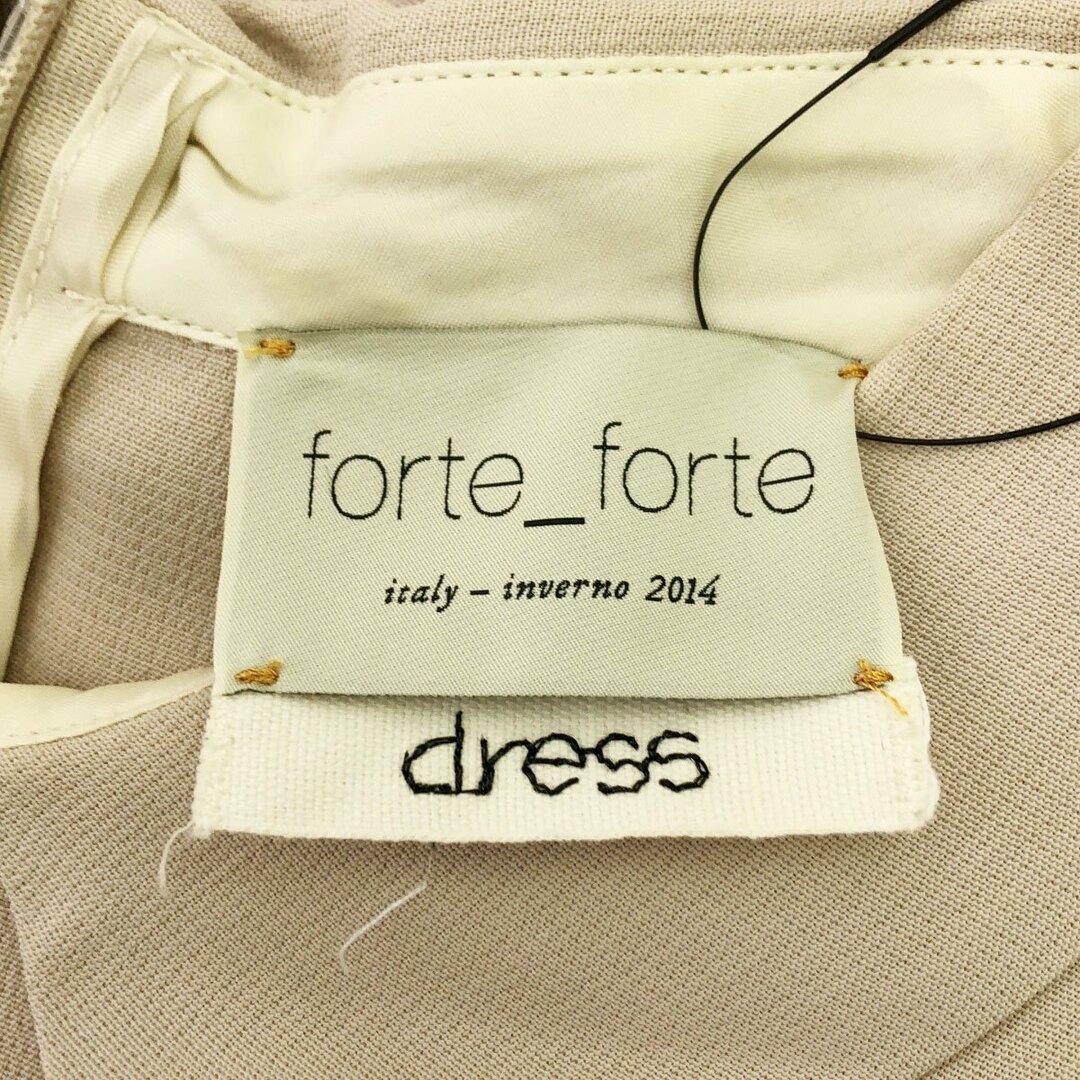 forte_forte
italy – inverno 2014
dress